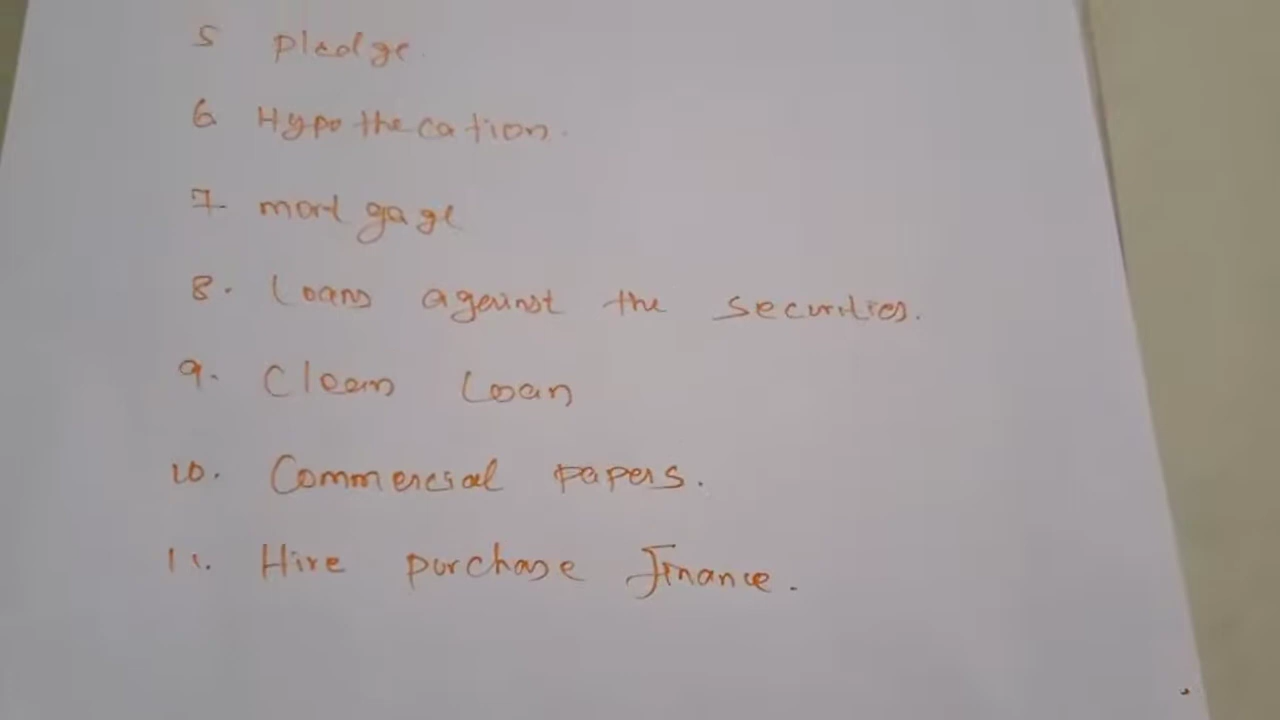 5 pledge.
6 Hypothecation.
7. mortgage
8. Loans against the securities.
9. Clean Loan
10. Commercial papers.
11. Hire purchase Finance.